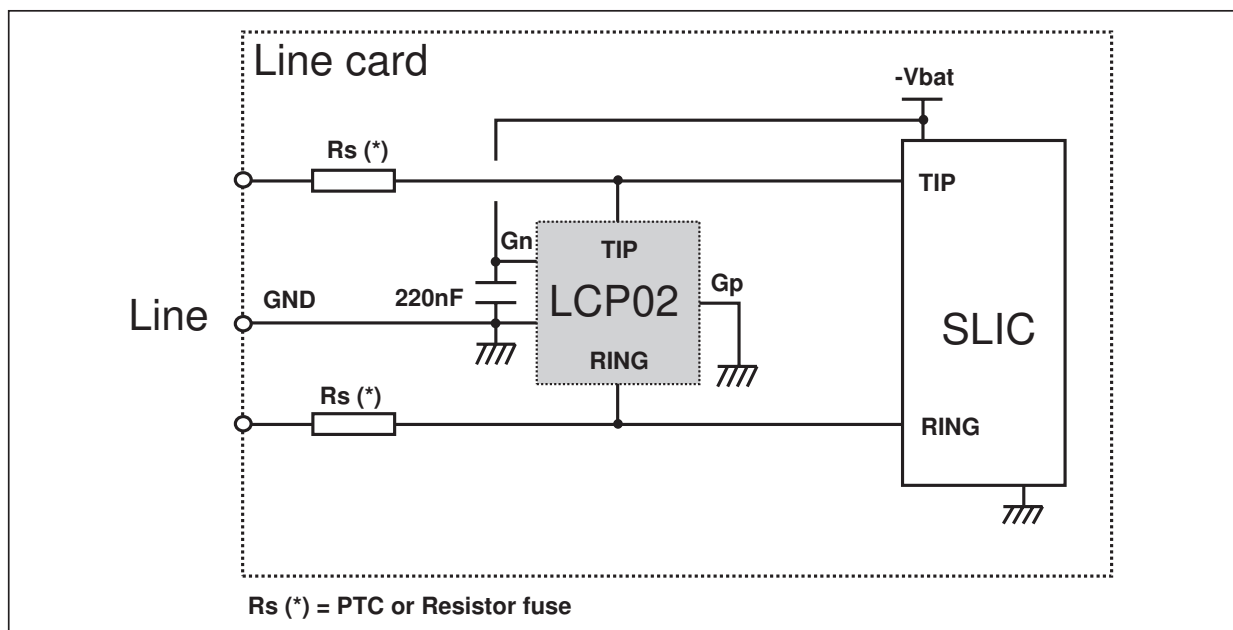 Line card
-Vbat
Rs (*)
TIP
Gn
TIP
Gp
220nF
LCP02
GND
Line
SLIC
RING
Rs (*)
RING
Rs (*) = PTC or Resistor fuse